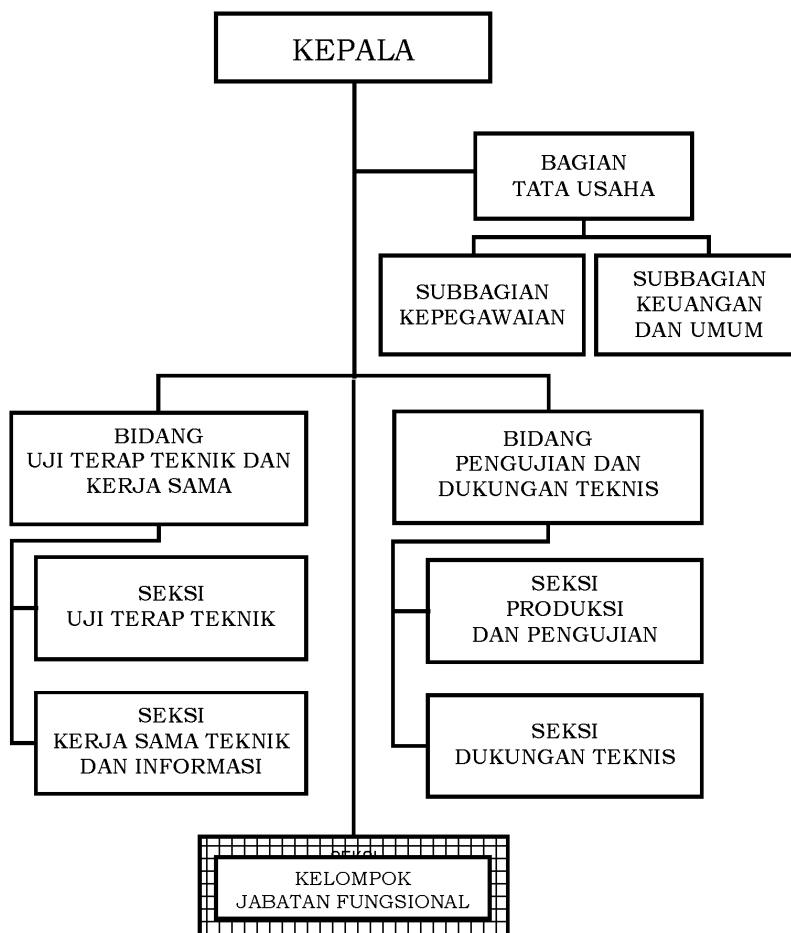 KEPALA
BAGIAN
TATA USAHA
SUBBAGIAN
KEPEGAWAIAN
SUBBAGIAN
KEUANGAN
DAN UMUM
BIDANG
UJI TERAP TEKNIK DAN
KERJA SAMA
BIDANG
PENGUJIAN DAN
DUKUNGAN TEKNIS
SEKSI
UJI TERAP TEKNIK
SEKSI
PRODUKSI
DAN PENGUJIAN
SEKSI
KERJA SAMA TEKNIK
DAN INFORMASI
SEKSI
DUKUNGAN TEKNIS
KELOMPOK
JABATAN FUNGSIONAL